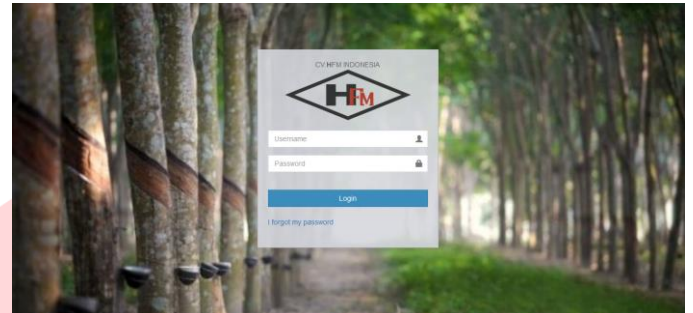 CV HFM INDONESIA
HFM
Username
Password
Login
I forgot my password